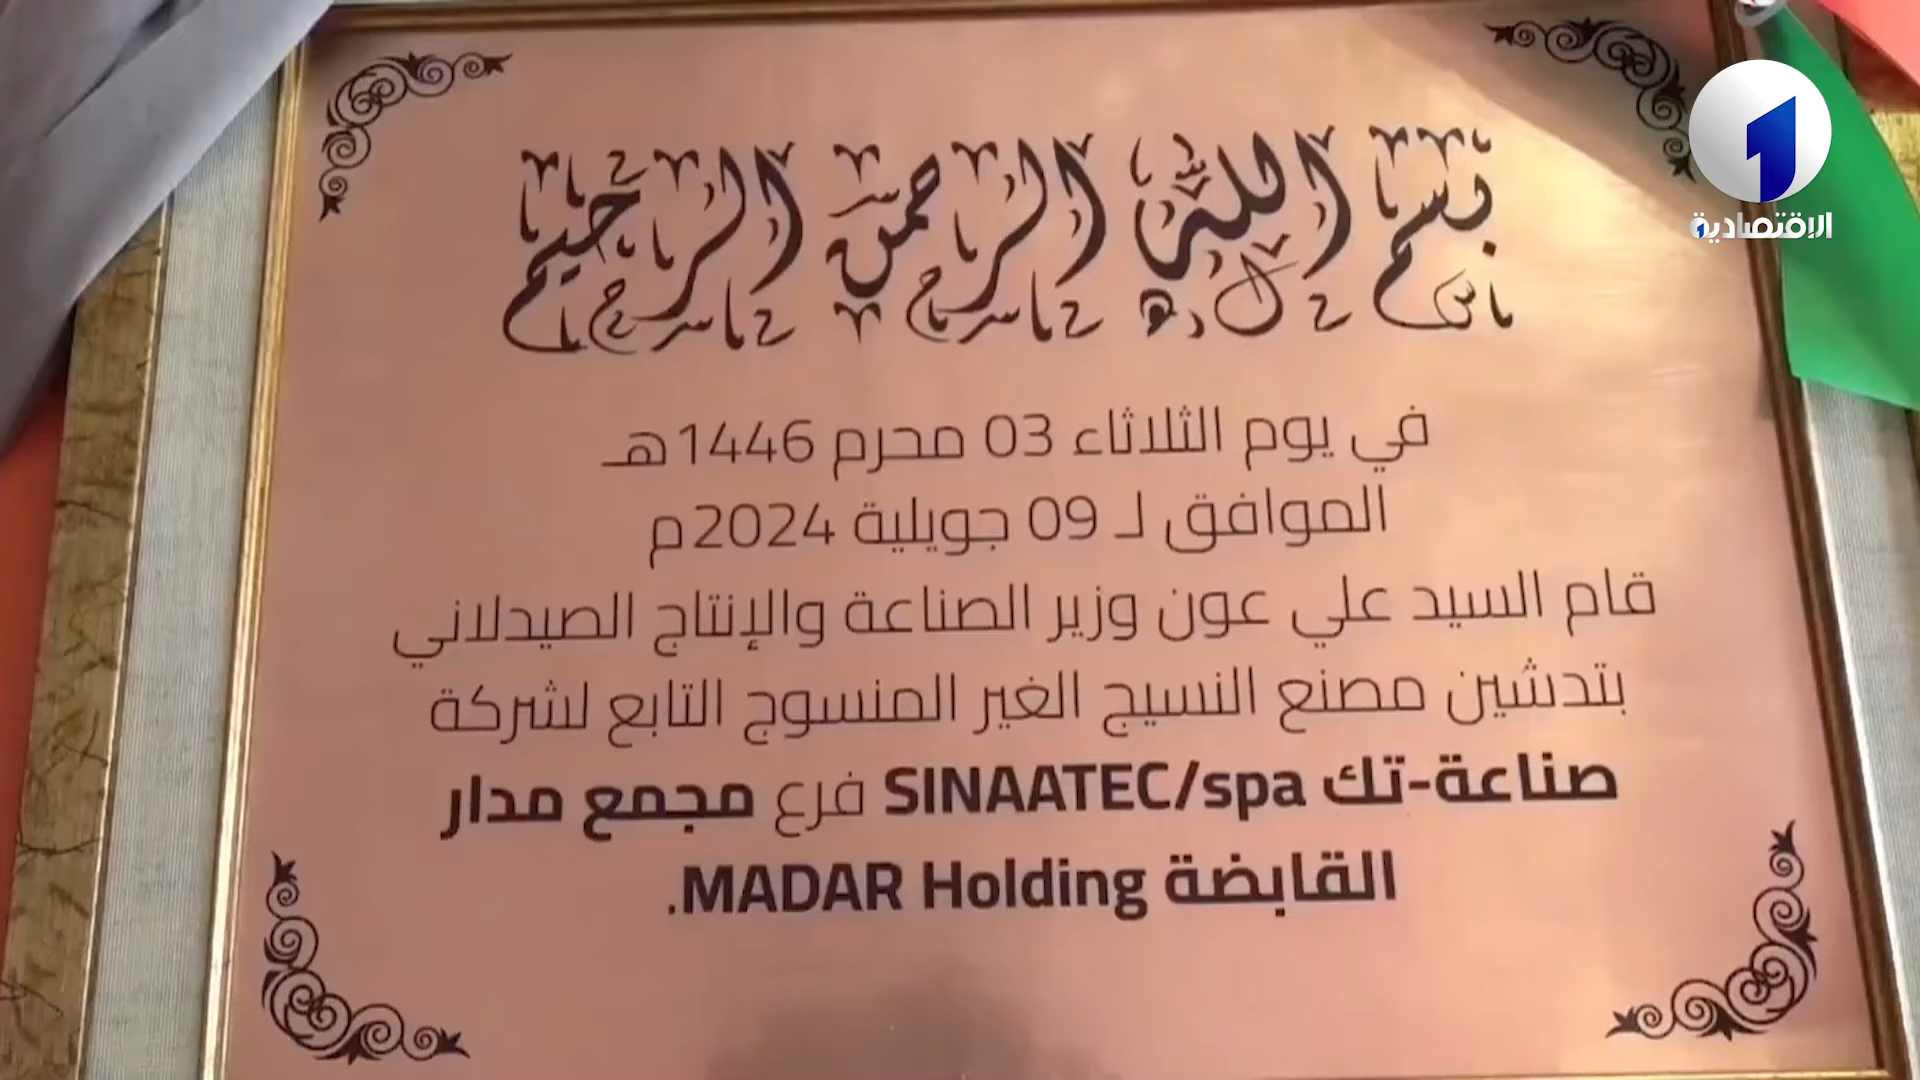 بسم الله الرحمن الرحيم
في يوم الثلاثاء 03 محرم 1446هـ
الموافق لـ 09 جويلية 2024م
قام السيد علي عون وزير الصناعة والإنتاج الصيدلاني
بتدشين مصنع النسيج الغير المنسوج التابع لشركة
صناعة-تك SINAATEC/spa فرع مجمع مدار
القابضة MADAR Holding.
1
الإقتصادية